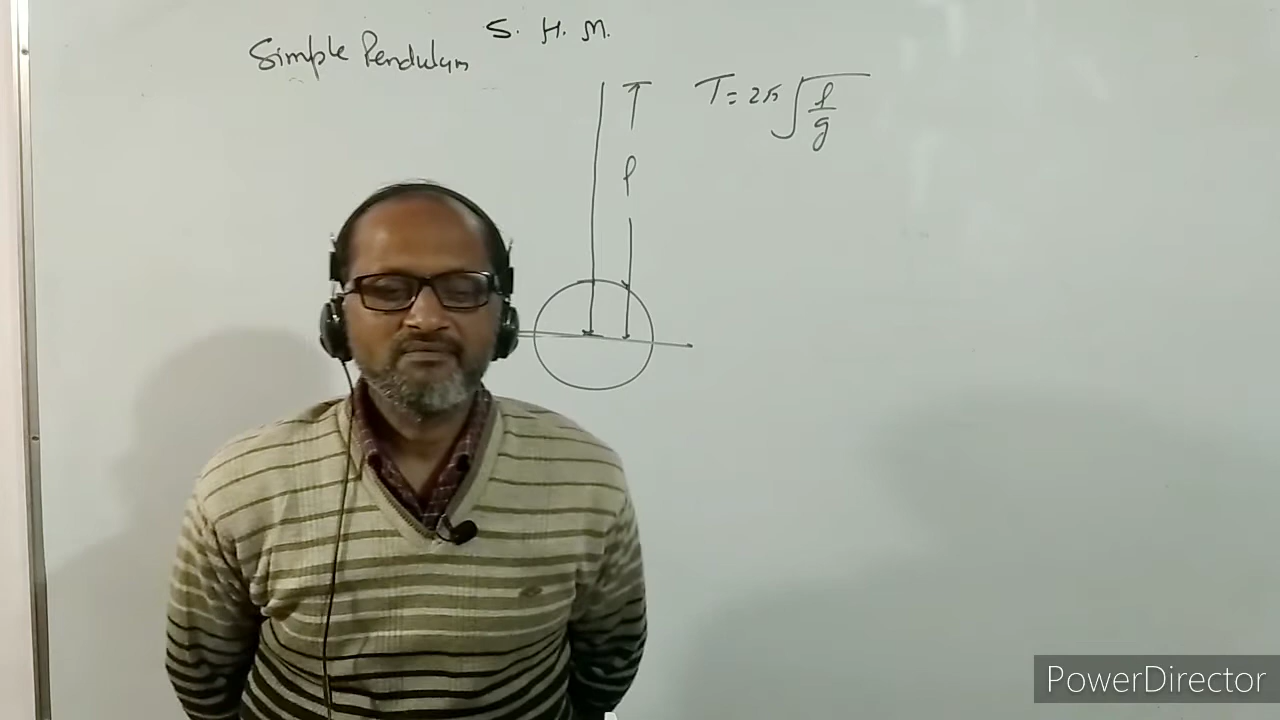 S. H. M.
Simple Pendulum
T = 2π √(l/g)
l
PowerDirector